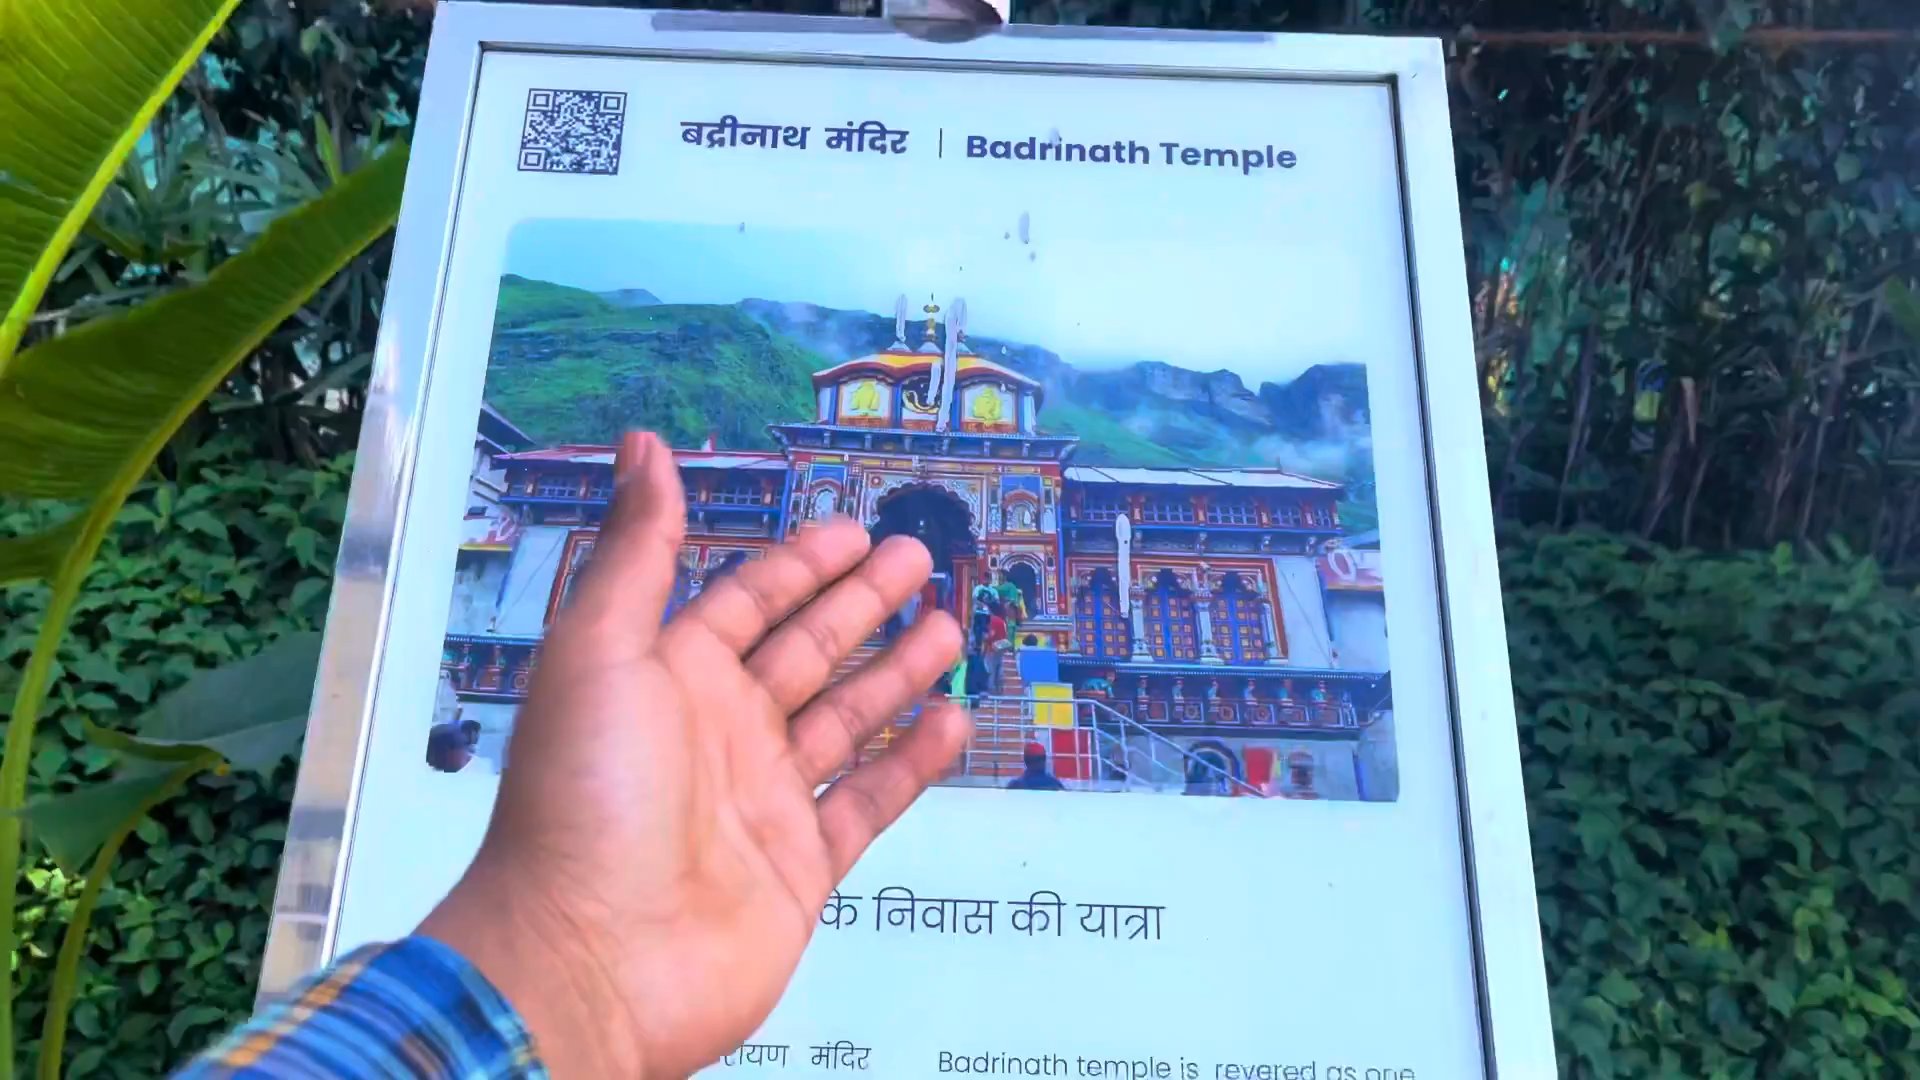 बद्रीनाथ मंदिर | Badrinath Temple
के निवास की यात्रा
मंदिर
Badrinath temple is revered as one